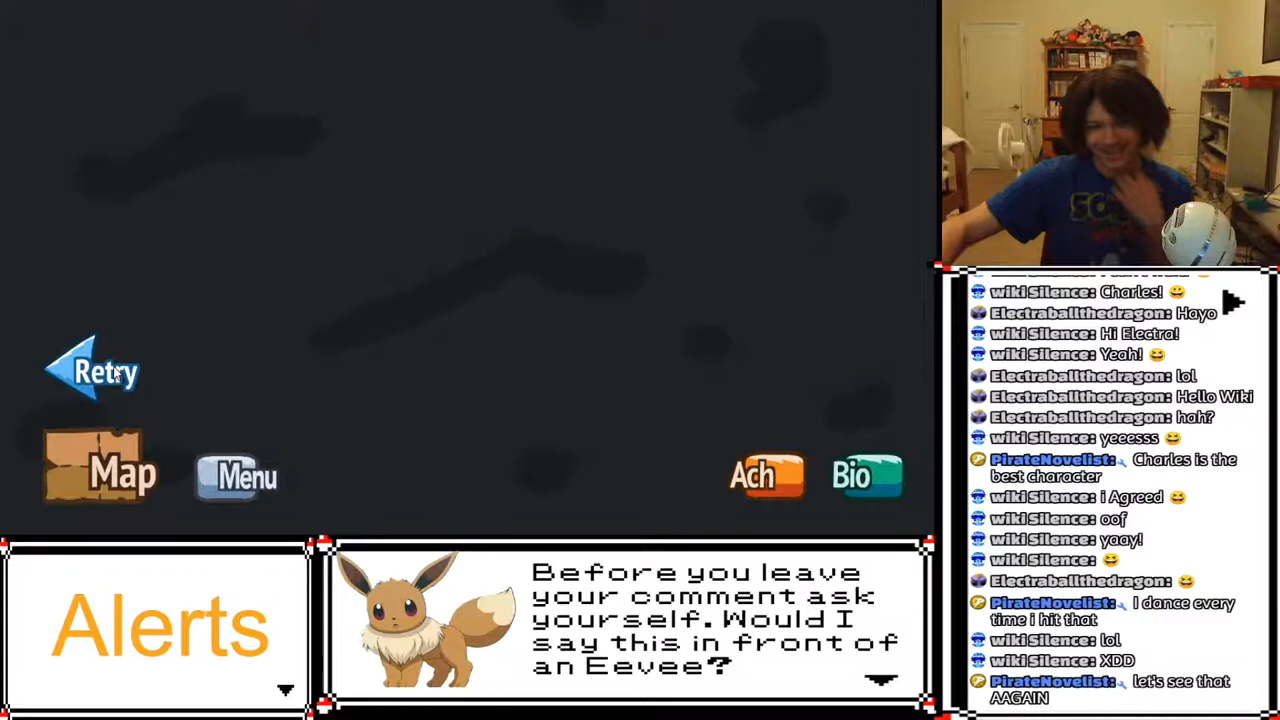 Retry
Map
Menu
Ach
Bio
wiki Silence: Charles! 😀
Electraballthedragon: Hayo
wiki Silence: Hi Electra!
wiki Silence: Yeah! 😆
Electraballthedragon: lol
Electraballthedragon: Hello Wiki
Electraballthedragon: hah?
wiki Silence: yeeesss 😆
PirateNovelist: Charles is the
best character
wiki Silence: i Agreed 😆
wiki Silence: oof
wiki Silence: yaay!
wiki Silence: 😆
Electraballthedragon: 😆
PirateNovelist: I dance every
time i hit that
wiki Silence: lol
wiki Silence: XDD
PirateNovelist: let's see that
AAGAIN
Alerts
Before you leave
your comment ask
yourself. Would I
say this in front of
an Eevee?